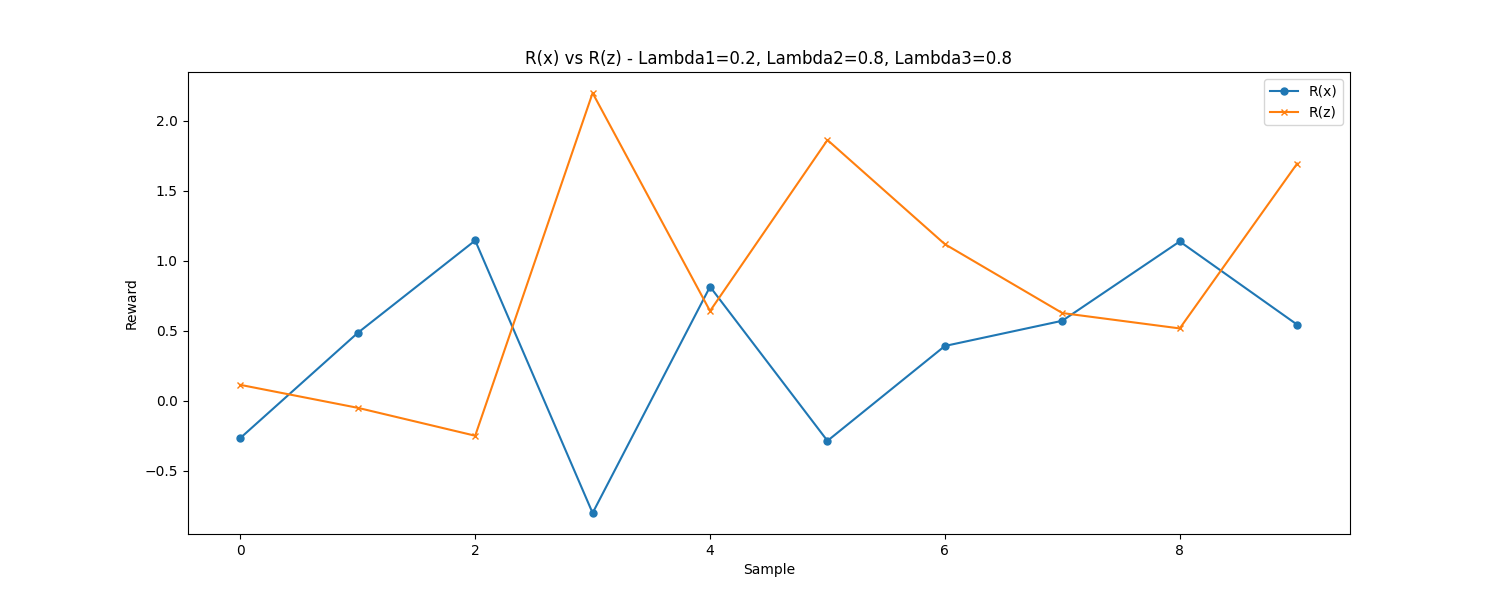 R(x) vs R(z) - Lambda1=0.2, Lambda2=0.8, Lambda3=0.8
R(x)
R(z)
2.0
1.5
1.0
0.5
0.0
−0.5
Reward
0 2 4 6 8
Sample